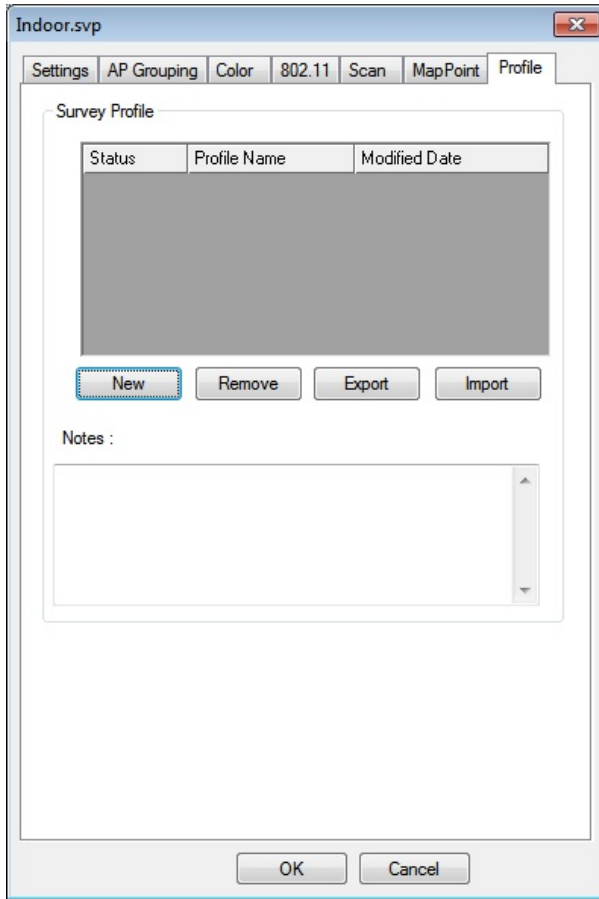 Indoor.svp
Settings AP Grouping Color 802.11 Scan MapPoint Profile
Survey Profile
Status Profile Name Modified Date
New Remove Export Import
Notes :
OK Cancel